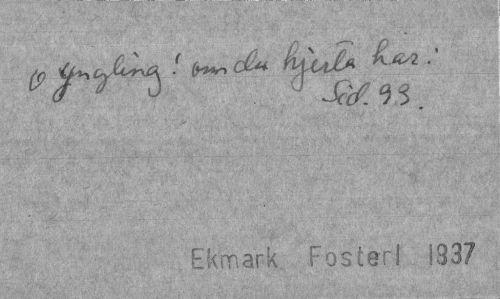 O Yngling! om du hjerta har:
Sid. 93.
Ekmark Fosterl 1837